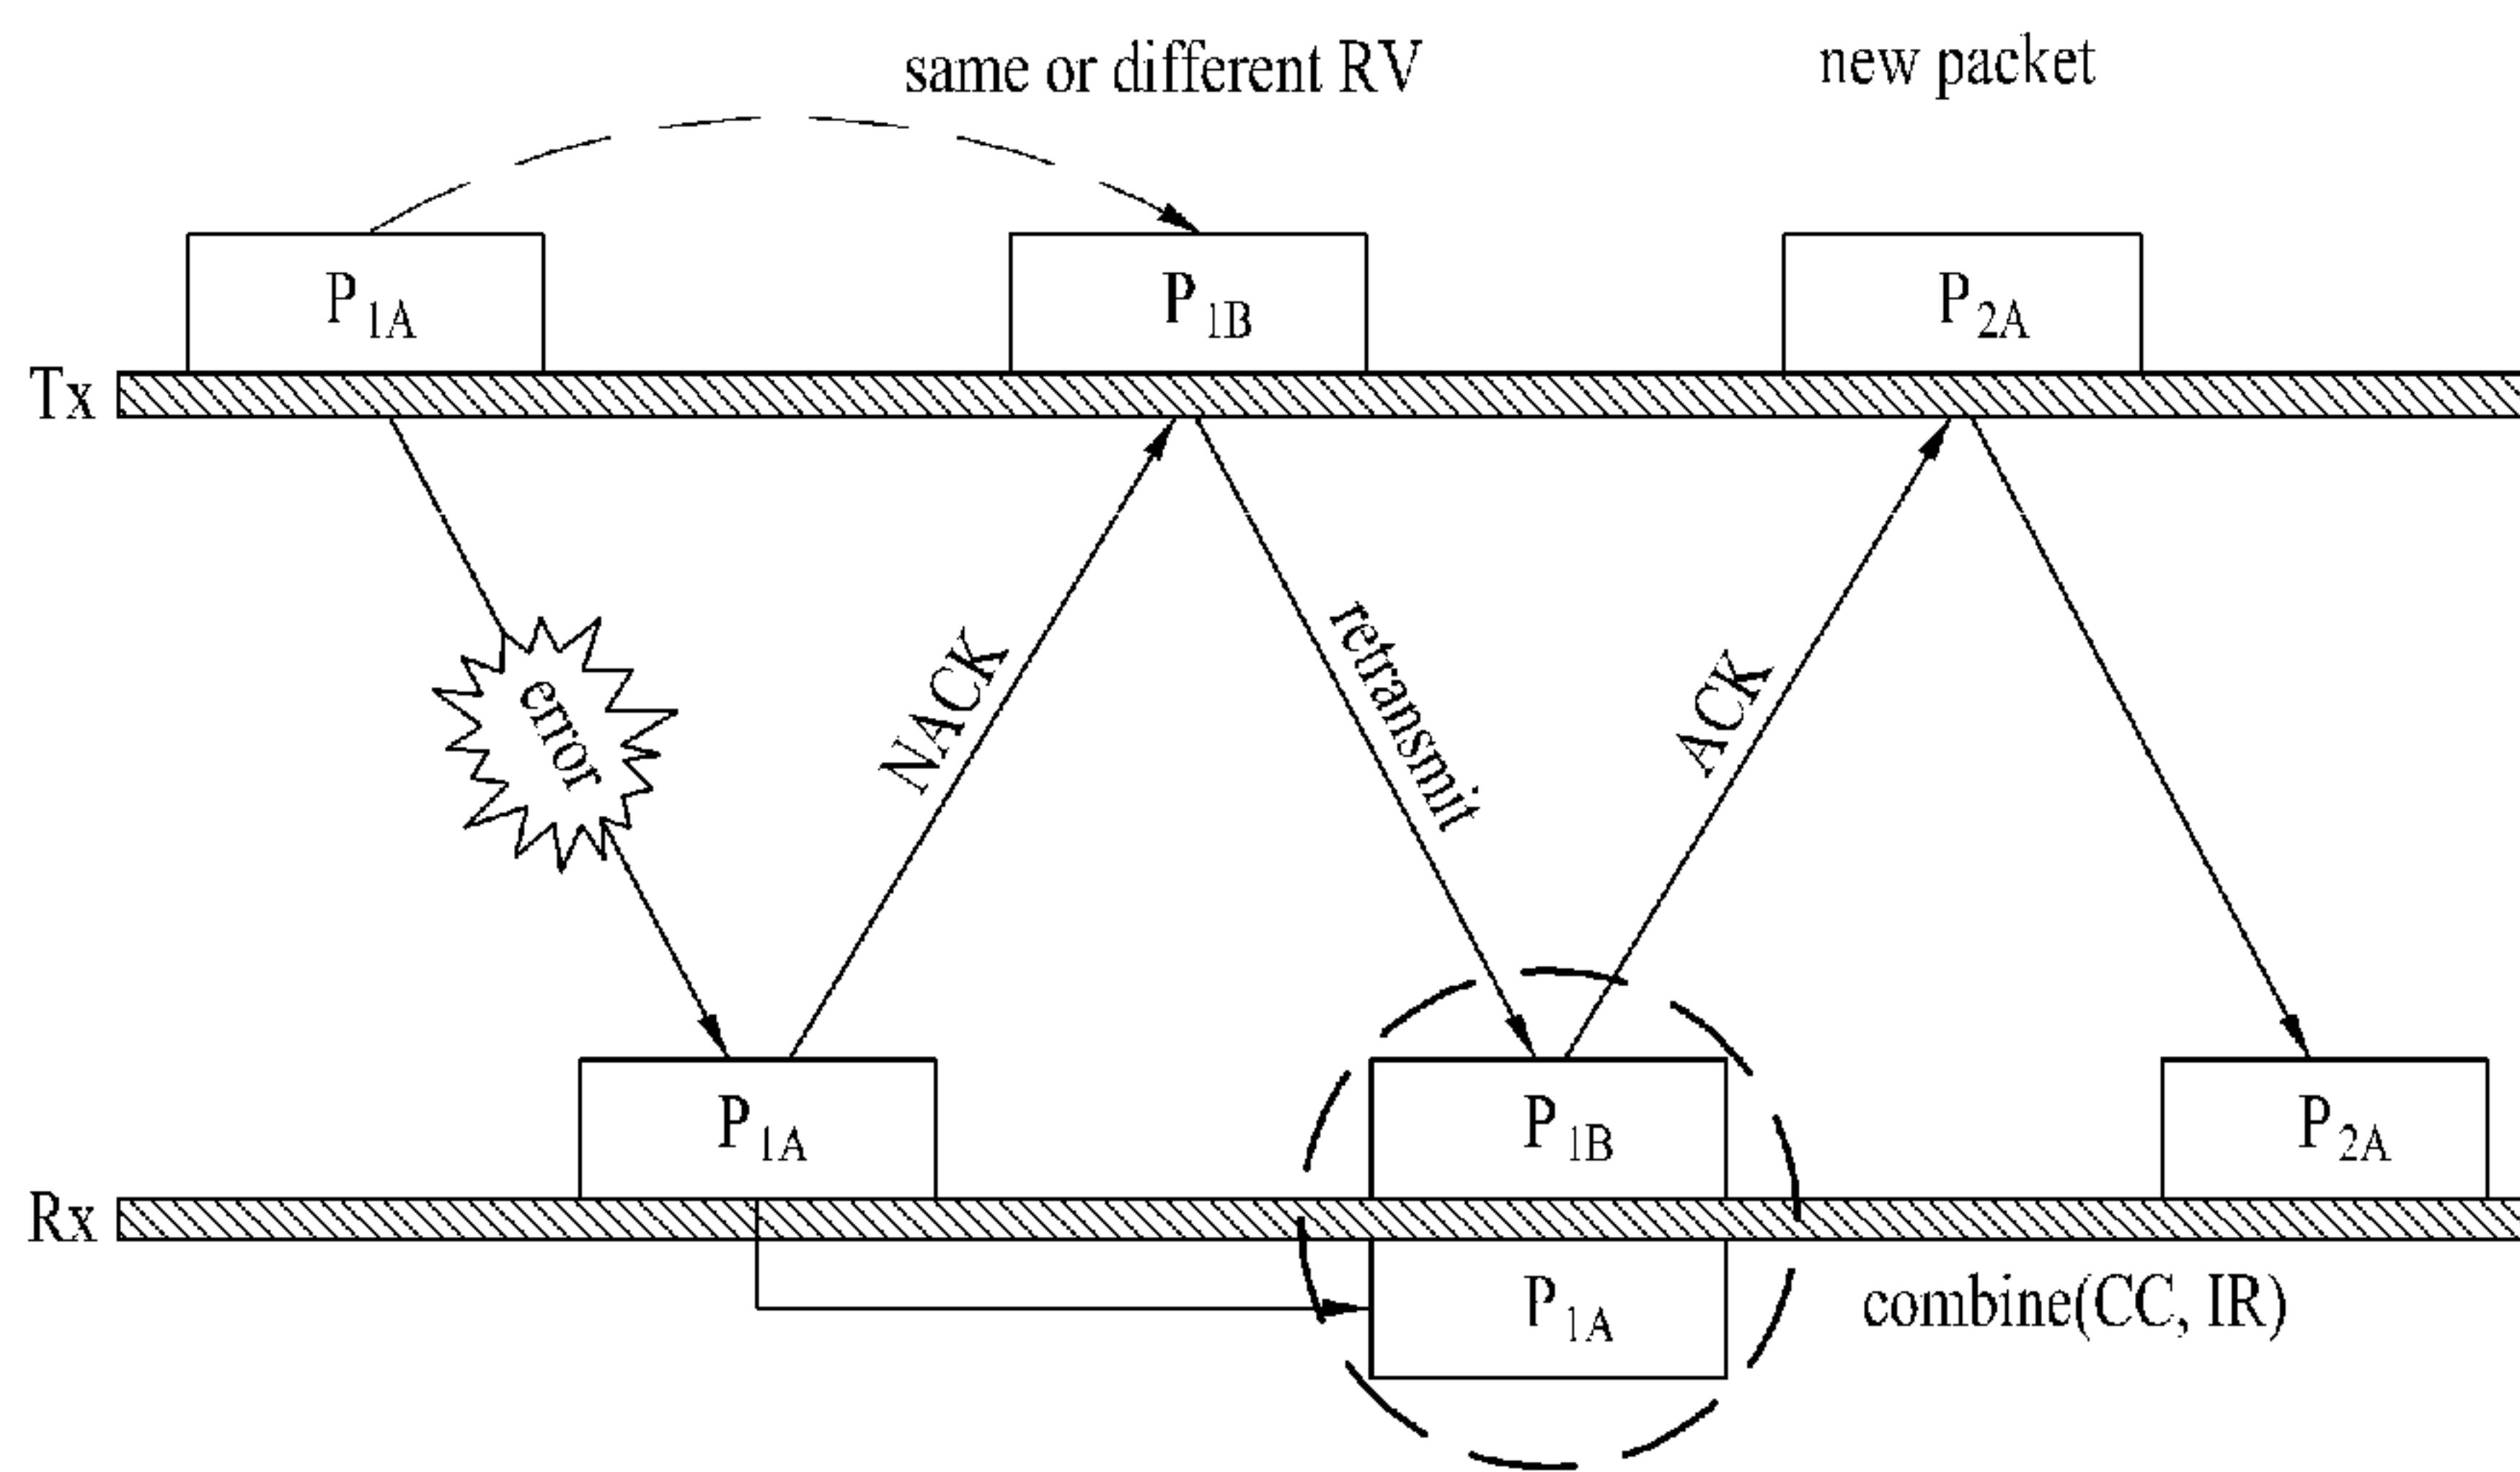 same or different RV
new packet
P1A
P1B
P2A
Tx
error
NACK
retransmit
ACK
P1A
P1B
P2A
Rx
P1A
combine(CC, IR)